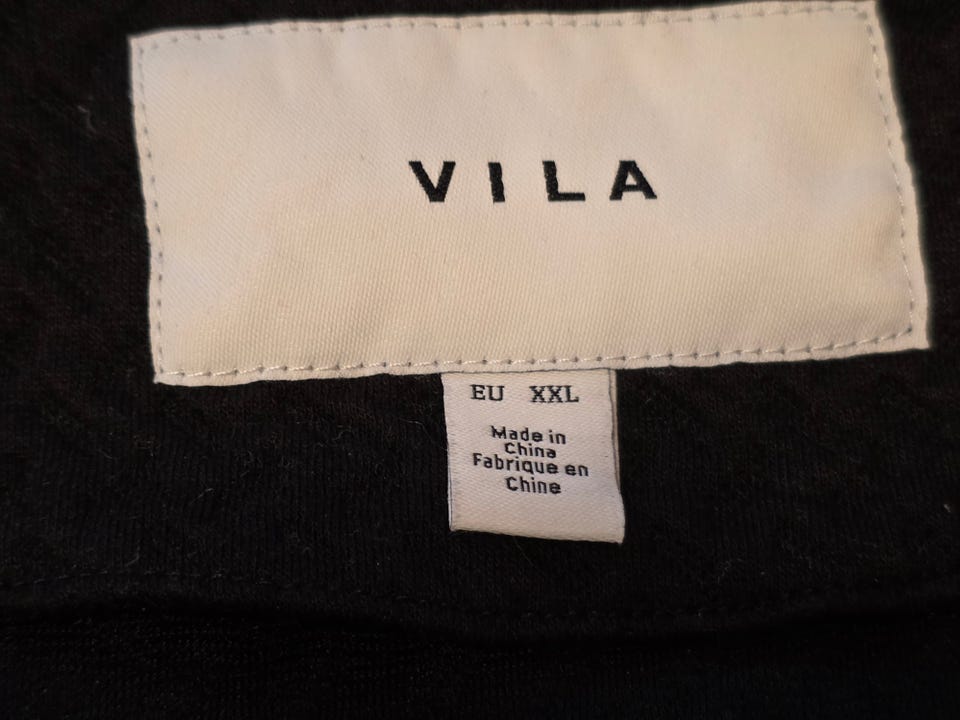 VILA
EU XXL
Made in
China
Fabrique en
Chine